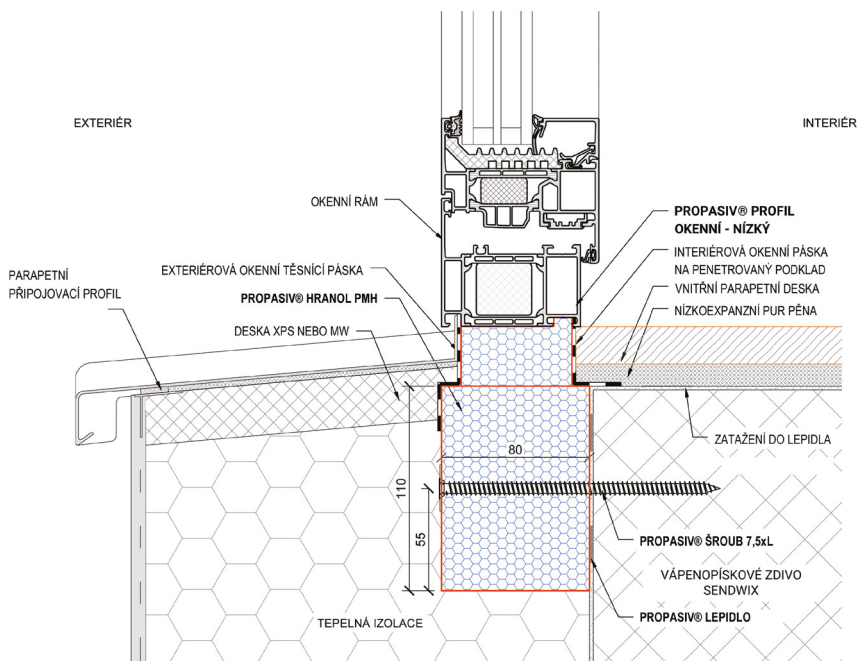 EXTERIÉR
INTERIÉR
OKENNÍ RÁM
PROPASIV® PROFIL
OKENNÍ - NÍZKÝ
INTERIÉROVÁ OKENNÍ PÁSKA
NA PENETROVANÝ PODKLAD
VNITŘNÍ PARAPETNÍ DESKA
NÍZKOEXPANZNÍ PUR PĚNA
PARAPETNÍ
PŘIPOJOVACÍ PROFIL
EXTERIÉROVÁ OKENNÍ TĚSNÍCÍ PÁSKA
PROPASIV® HRANOL PMH
DESKA XPS NEBO MW
ZATAŽENÍ DO LEPIDLA
80
110
55
PROPASIV® ŠROUB 7,5xL
VÁPENOPÍSKOVÉ ZDIVO
SENDWIX
PROPASIV® LEPIDLO
TEPELNÁ IZOLACE